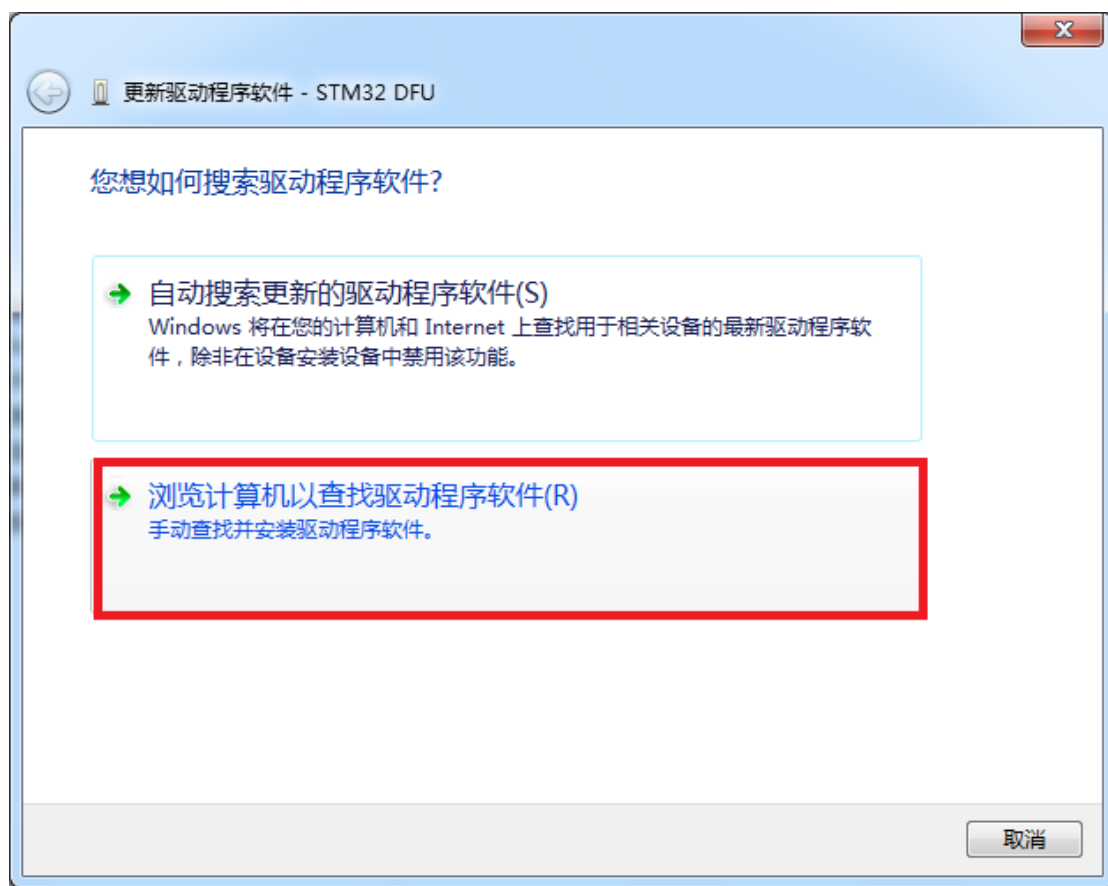 更新驱动程序软件 - STM32 DFU
您想如何搜索驱动程序软件?
自动搜索更新的驱动程序软件(S)
Windows 将在您的计算机和 Internet 上查找用于相关设备的最新驱动程序软
件，除非在设备安装设备中禁用该功能。
浏览计算机以查找驱动程序软件(R)
手动查找并安装驱动程序软件。
取消